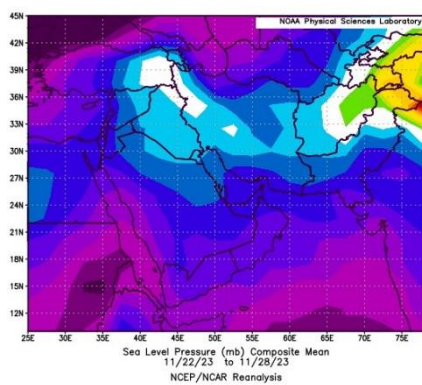 NOAA Physical Sciences Laboratory
45N
42N
39N
36N
33N
30N
27N
24N
21N
18N
15N
12N
25E 30E 35E 40E 45E 50E 55E 60E 65E 70E 75E
Sea Level Pressure (mb) Composite Mean
11/22/23 to 11/28/23
NCEP/NCAR Reanalysis